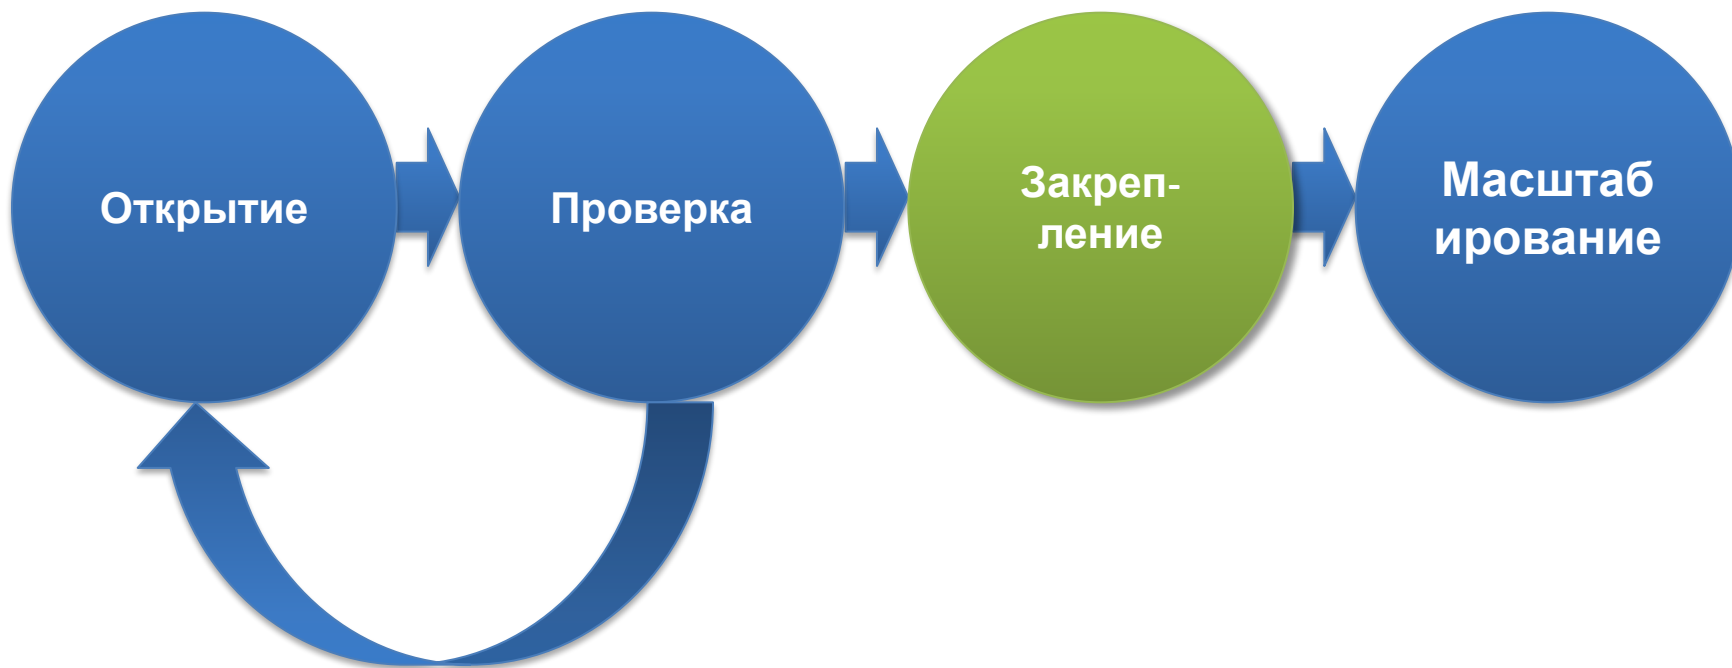 Открытие
Проверка
Закреп-
ление
Масштаб
ирование